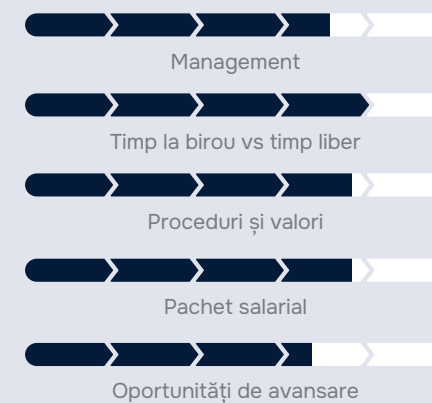 Management
Timp la birou vs timp liber
Proceduri și valori
Pachet salarial
Oportunități de avansare